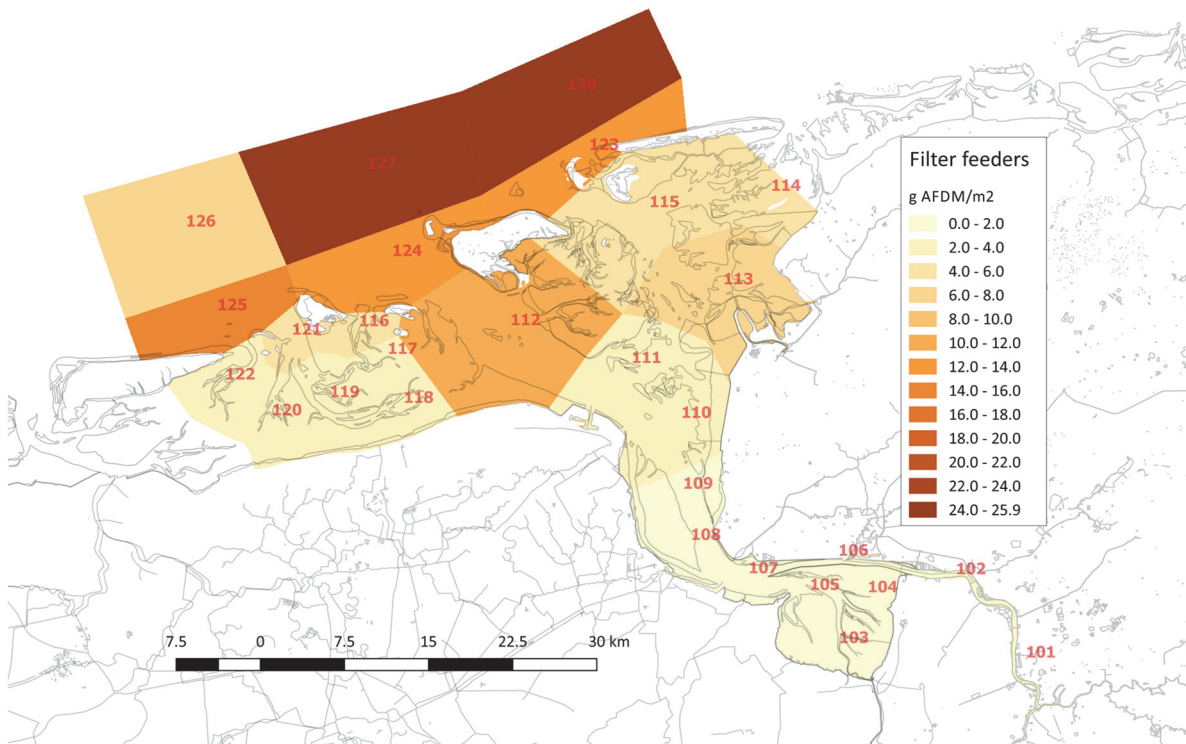 128
123
127
114
115
126
124
113
125
112
121
116
111
117
122
119
118
120
110
109
108
106
107
102
105
104
103
101
Filter feeders
g AFDM/m2
0.0 - 2.0
2.0 - 4.0
4.0 - 6.0
6.0 - 8.0
8.0 - 10.0
10.0 - 12.0
12.0 - 14.0
14.0 - 16.0
16.0 - 18.0
18.0 - 20.0
20.0 - 22.0
22.0 - 24.0
24.0 - 25.9
7.5 0 7.5 15 22.5 30 km